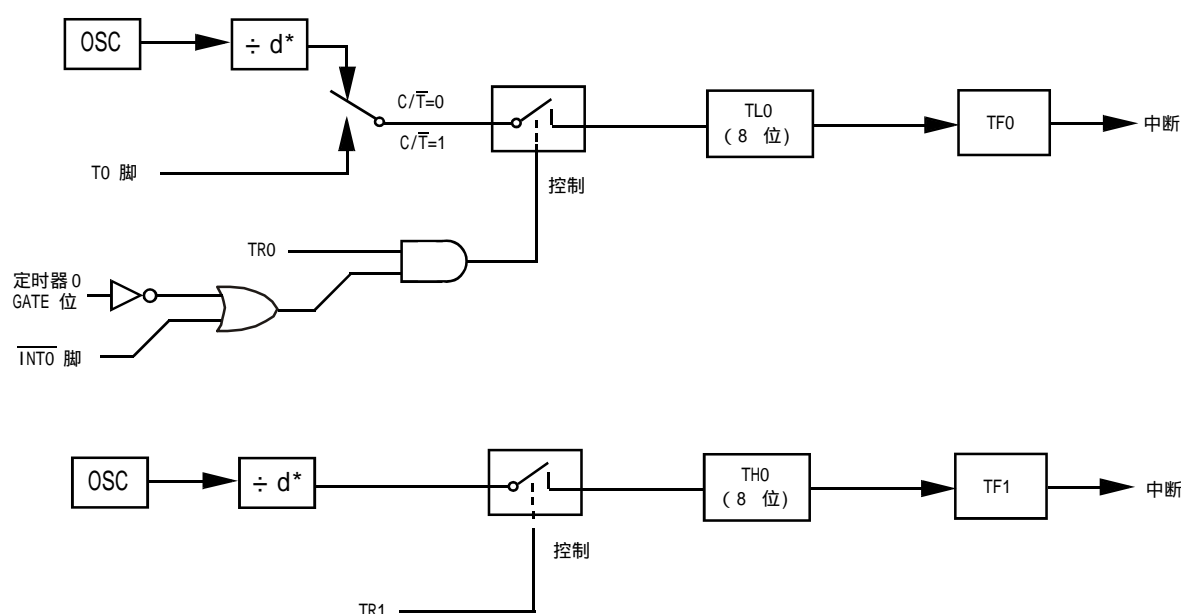 OSC
÷ d*
C/T̅=0
C/T̅=1
TL0
(8 位)
TF0
中断
T0 脚
控制
TR0
定时器0
GATE 位
I̅N̅T̅0̅ 脚
OSC
÷ d*
TH0
(8 位)
TF1
中断
控制
TR1